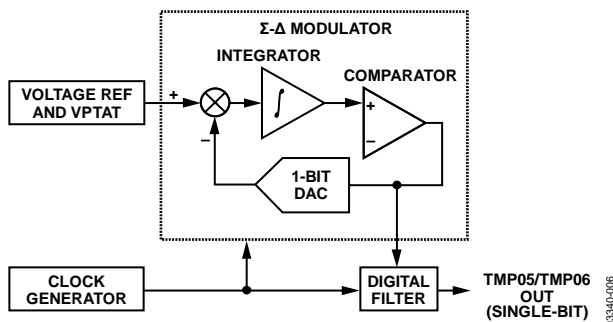 Σ-Δ MODULATOR
INTEGRATOR
COMPARATOR
VOLTAGE REF
AND VPTAT
+
−
∫
+
−
1-BIT
DAC
CLOCK
GENERATOR
DIGITAL
FILTER
TMP05/TMP06
OUT
(SINGLE-BIT)
03340-006